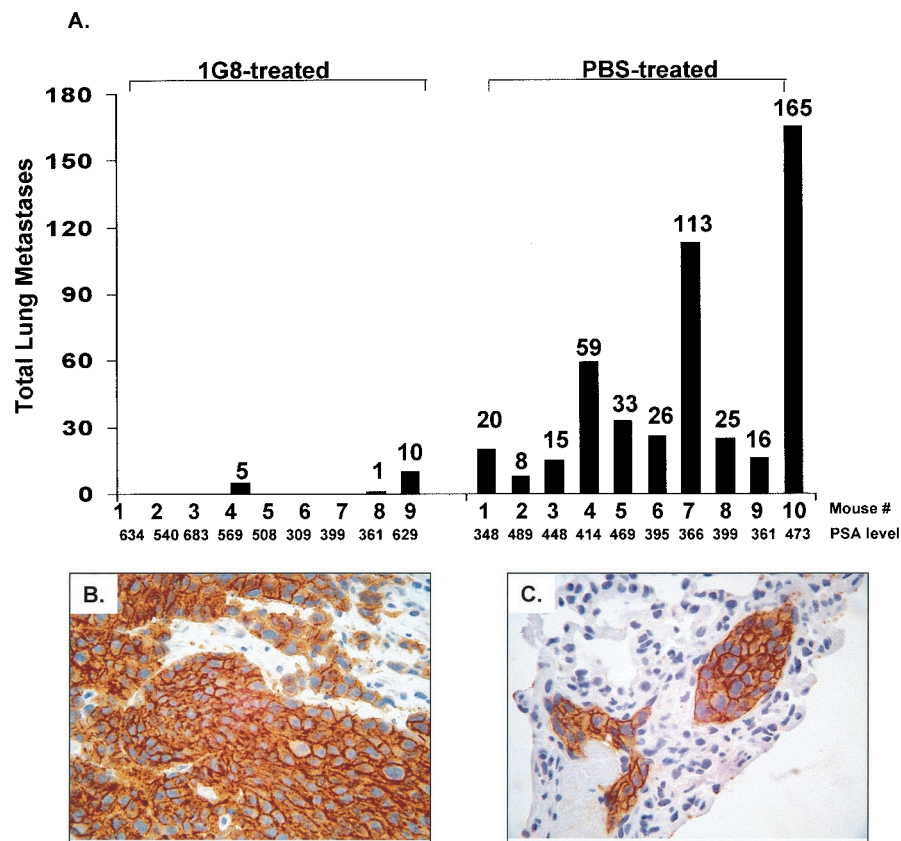 A.
1G8-treated PBS-treated
Total Lung Metastases
180
150
120
90
60
30
0
5 1 10
20 8 15 59 33 26 113 25 16 165
1 2 3 4 5 6 7 8 9 1 2 3 4 5 6 7 8 9 10 Mouse #
634 540 683 569 508 309 399 361 629 348 489 448 414 469 395 366 399 361 473 PSA level
B. C.